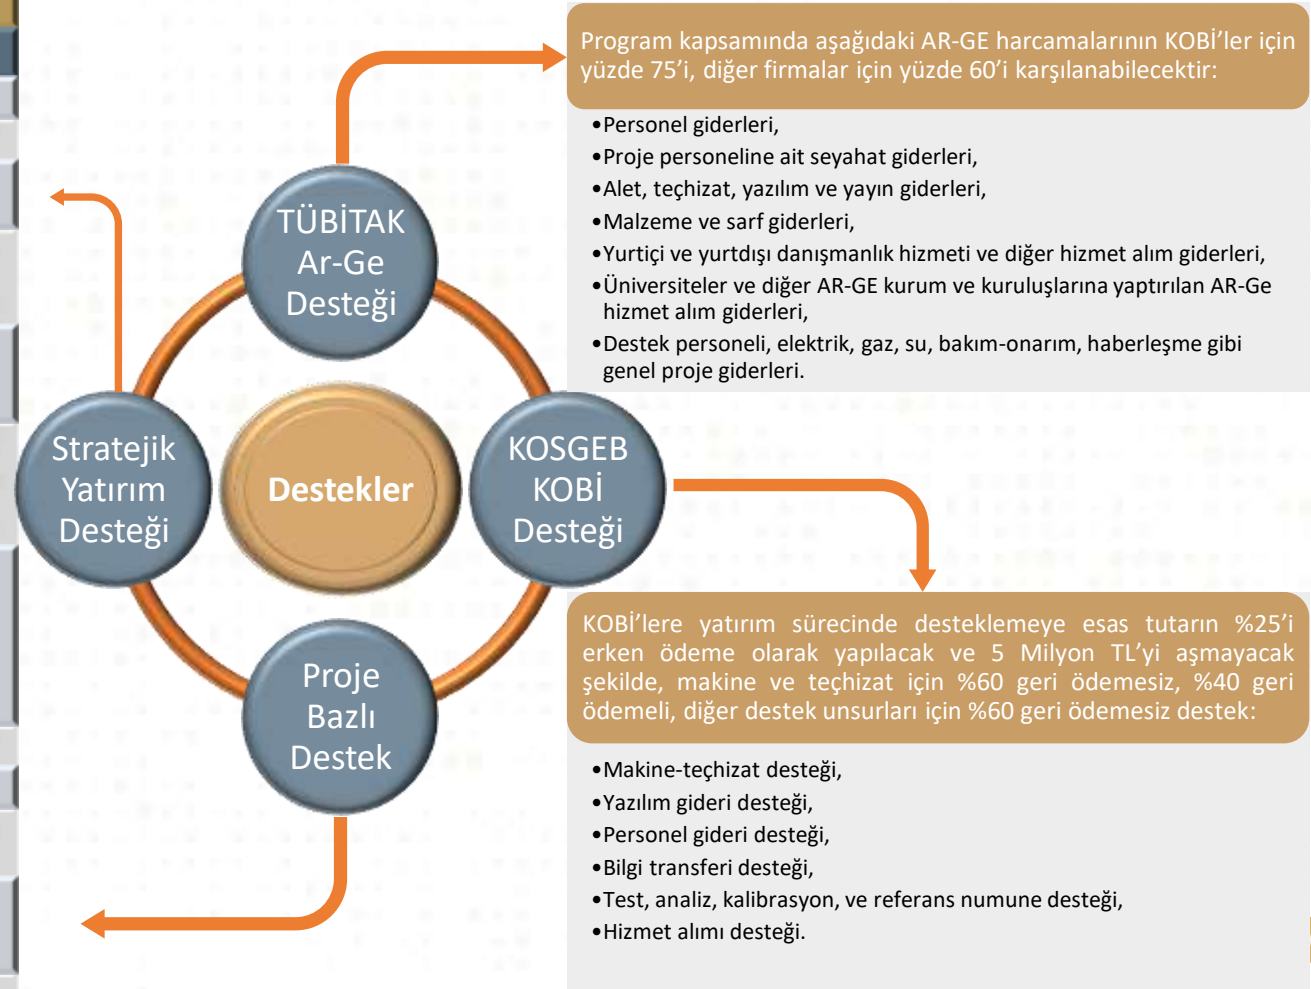 Program kapsamında aşağıdaki AR-GE harcamalarının KOBİ’ler için
yüzde 75’i, diğer firmalar için yüzde 60’i karşılanabilecektir:
•Personel giderleri,
•Proje personeline ait seyahat giderleri,
•Alet, teçhizat, yazılım ve yayın giderleri,
•Malzeme ve sarf giderleri,
•Yurtiçi ve yurtdışı danışmanlık hizmeti ve diğer hizmet alım giderleri,
•Üniversiteler ve diğer AR-GE kurum ve kuruluşlarına yaptırılan AR-Ge
hizmet alım giderleri,
•Destek personeli, elektrik, gaz, su, bakım-onarım, haberleşme gibi
genel proje giderleri.
TÜBİTAK
Ar-Ge
Desteği
Stratejik
Yatırım
Desteği
Destekler
KOSGEB
KOBİ
Desteği
Proje
Bazlı
Destek
KOBİ’lere yatırım sürecinde desteklemeye esas tutarın %25’i
erken ödeme olarak yapılacak ve 5 Milyon TL’yi aşmayacak
şekilde, makine ve teçhizat için %60 geri ödemesiz, %40 geri
ödemeli, diğer destek unsurları için %60 geri ödemesiz destek:
•Makine-teçhizat desteği,
•Yazılım gideri desteği,
•Personel gideri desteği,
•Bilgi transferi desteği,
•Test, analiz, kalibrasyon, ve referans numune desteği,
•Hizmet alımı desteği.